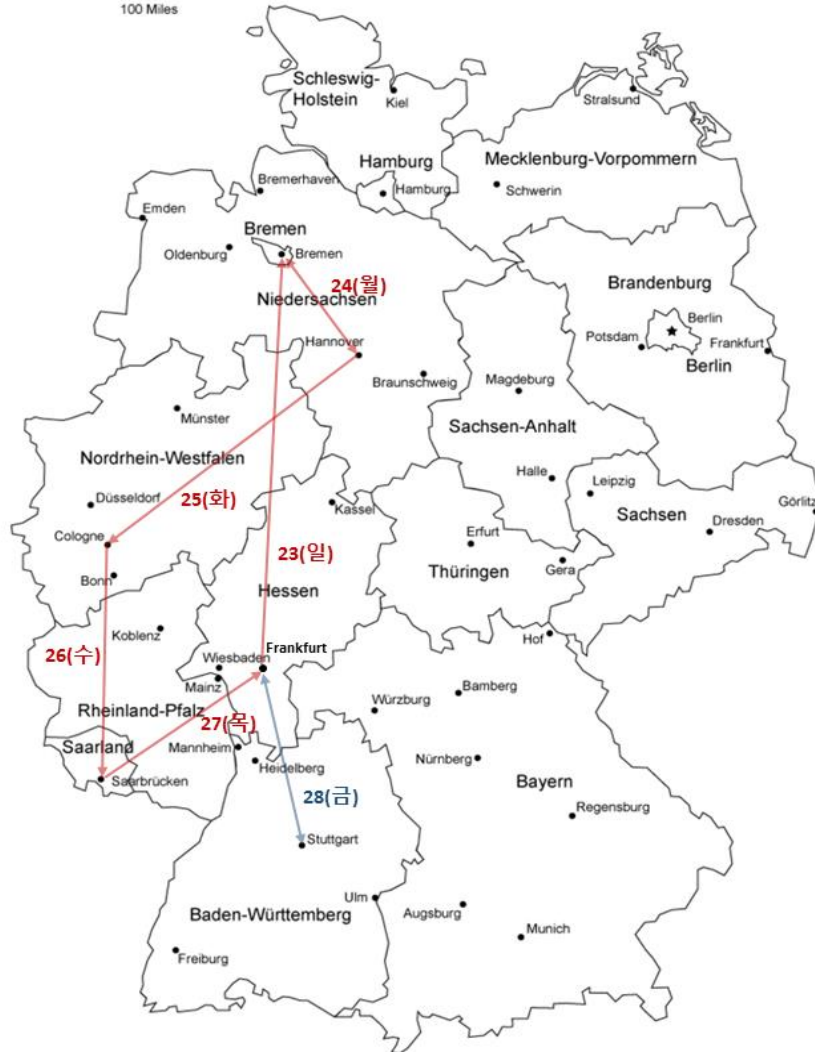 100 Miles
Schleswig-
Holstein
Kiel
Stralsund
Hamburg
Mecklenburg-Vorpommern
Bremerhaven
Hamburg
Schwerin
Emden
Bremen
Oldenburg
Bremen
24(월)
Brandenburg
Niedersachsen
Berlin
Hannover
Potsdam
Frankfurt
Berlin
Braunschweig
Magdeburg
Münster
Sachsen-Anhalt
Nordrhein-Westfalen
Halle
Leipzig
Düsseldorf
25(화)
Kassel
Görlitz
Sachsen
Cologne
Erfurt
Dresden
23(일)
Thüringen
Gera
Bonn
Hessen
Koblenz
Hof
26(수)
Frankfurt
Wiesbaden
Mainz
Bamberg
Würzburg
Rheinland-Pfalz
27(목)
Saarland
Mannheim
Heidelberg
Nürnberg
Saarbrücken
Bayern
28(금)
Regensburg
Stuttgart
Ulm
Augsburg
Baden-Württemberg
Munich
Freiburg